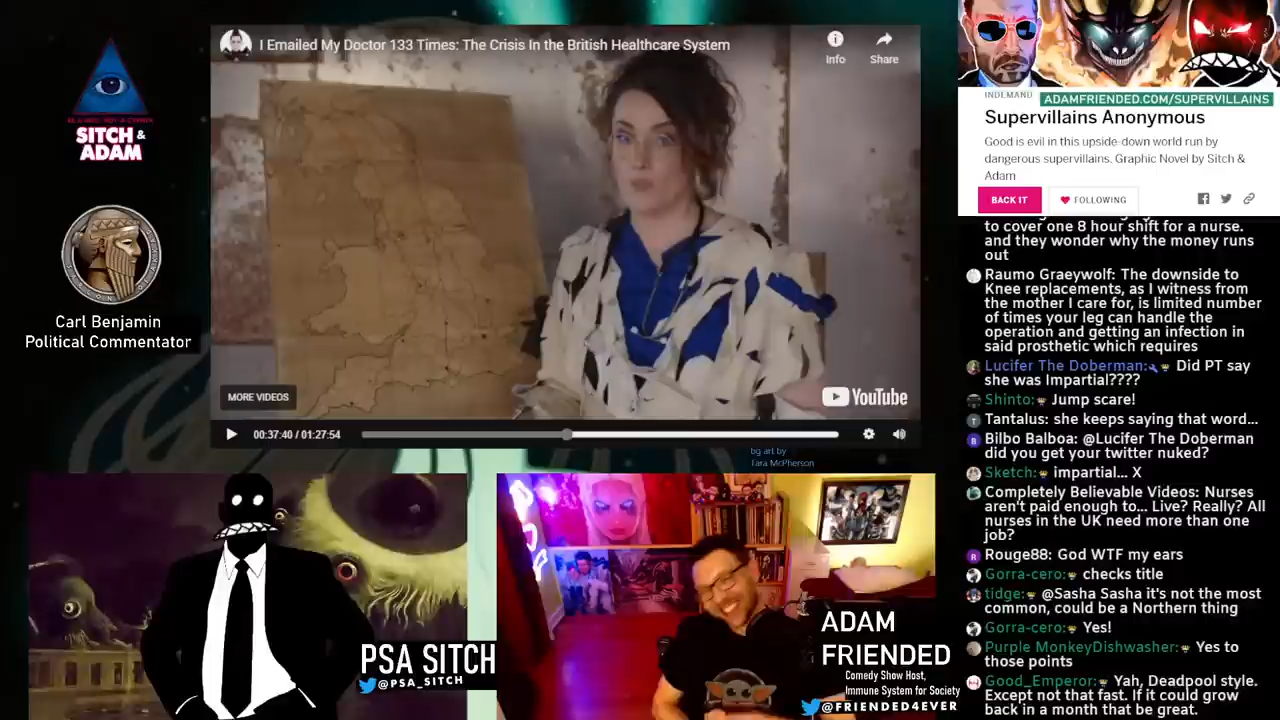 I Emailed My Doctor 133 Times: The Crisis In the British Healthcare System
Info
Share
SITCH &
ADAM
Carl Benjamin
Political Commentator
MORE VIDEOS
YouTube
00:37:40 / 01:27:54
bg art by
Tara McPherson
PSA SITCH
@PSA_SITCH
ADAM
FRIENDED
Comedy Show Host,
Immune System for Society
@FRIENDED4EVER
INDEMAND
ADAMFRIENDED.COM/SUPERVILLAINS
Supervillains Anonymous
Good is evil in this upside-down world run by
dangerous supervillains. Graphic Novel by Sitch &
Adam
BACK IT
FOLLOWING
to cover one 8 hour shift for a nurse.
and they wonder why the money runs
out
Raumo Graeywolf: The downside to
Knee replacements, as I witness from
the mother I care for, is limited number
of times your leg can handle the
operation and getting an infection in
said prosthetic which requires
Lucifer The Doberman: Did PT say
she was Impartial????
Shinto: Jump scare!
Tantalus: she keeps saying that word...
Bilbo Balboa: @Lucifer The Doberman
did you get your twitter nuked?
Sketch: impartial... X
Completely Believable Videos: Nurses
aren't paid enough to... Live? Really? All
nurses in the UK need more than one
job?
Rouge88: God WTF my ears
Gorra-cero: checks title
tidge: @Sasha Sasha it's not the most
common, could be a Northern thing
Gorra-cero: Yes!
Purple MonkeyDishwasher: Yes to
those points
Good_Emperor: Yah, Deadpool style.
Except not that fast. If it could grow
back in a month that be great.